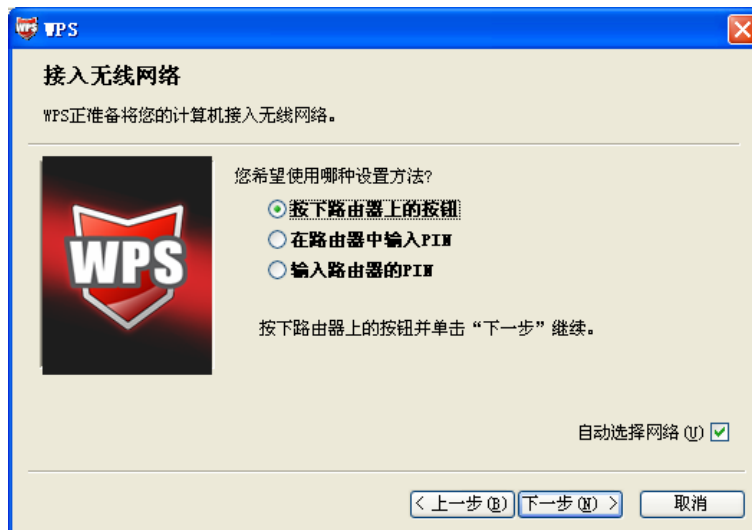 WPS
接入无线网络
WPS正准备将您的计算机接入无线网络。
您希望使用哪种设置方法?
按下路由器上的按钮
在路由器中输入PIN
输入路由器的PIN
WPS
按下路由器上的按钮并单击“下一步”继续。
自动选择网络(U)
< 上一步(B) 下一步(N) > 取消